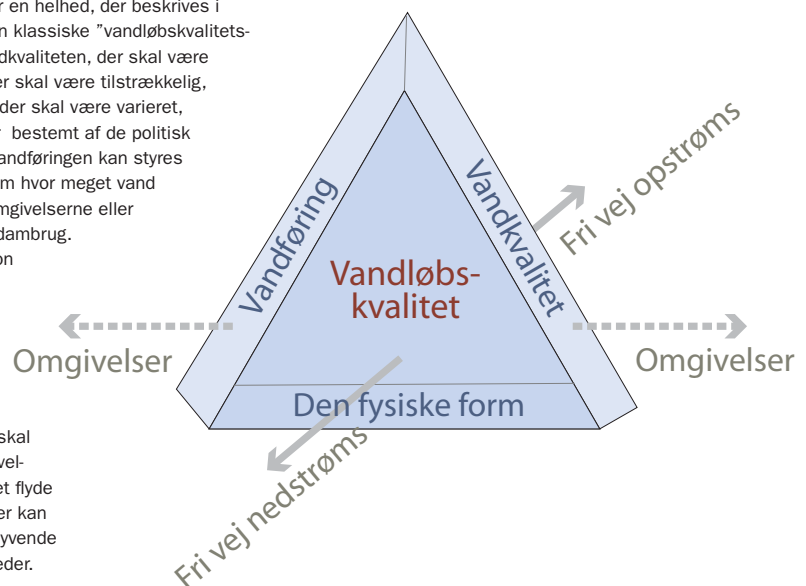 r en helhed, der beskrives i
n klassiske ”vandløbskvalitets-
dkvaliteten, der skal være
er skal være tilstrækkelig,
der skal være varieret,
bestemt af de politisk
andføringen kan styres
m hvor meget vand
mgivelserne eller
dambrug.
on
skal
vel-
et flyde
er kan
yvende
eder.
Vandføring
Vandkvalitet
Fri vej opstrøms
Vandløbs-
kvalitet
Omgivelser
Omgivelser
Den fysiske form
Fri vej nedstrøms